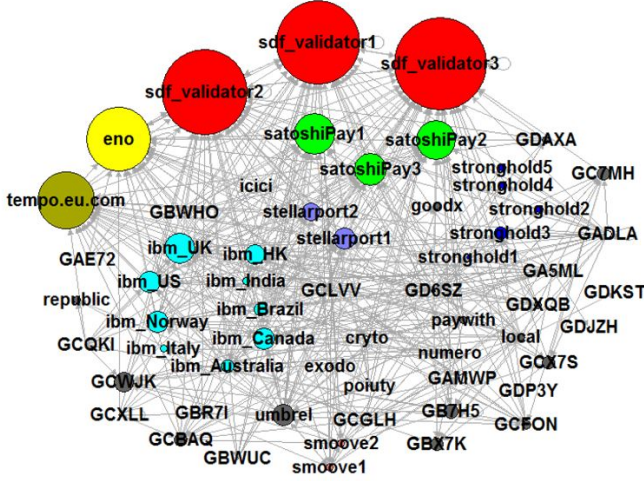 sdf_validator1
sdf_validator3
sdf_validator2
eno
satoshiPay1
satoshiPay2
GDAXA
satoshiPay3
stronghold5
GC7MH
stronghold4
icici
tempo.eu.com
goodx
stronghold2
GBWHO
stellarport2
stronghold3
GADLA
stellarport1
ibm_UK
ibm_HK
stronghold1
GAE72
GA5ML
ibm_US
ibm_India
GCLVV
GD6SZ
GDKST
republic
GDXQB
ibm_Brazil
paywith
ibm_Norway
GDJZH
cryto
local
ibm_Canada
GCQKI
ibm_Italy
numero
GCX7S
exodo
ibm_Australia
GAMWP
GCWJK
poiuty
GDP3Y
GCXLL
GBR7I
umbrel
GB7H5
GCGLH
GCFON
GCBAQ
smoove2
GBX7K
GBWUC
smoove1